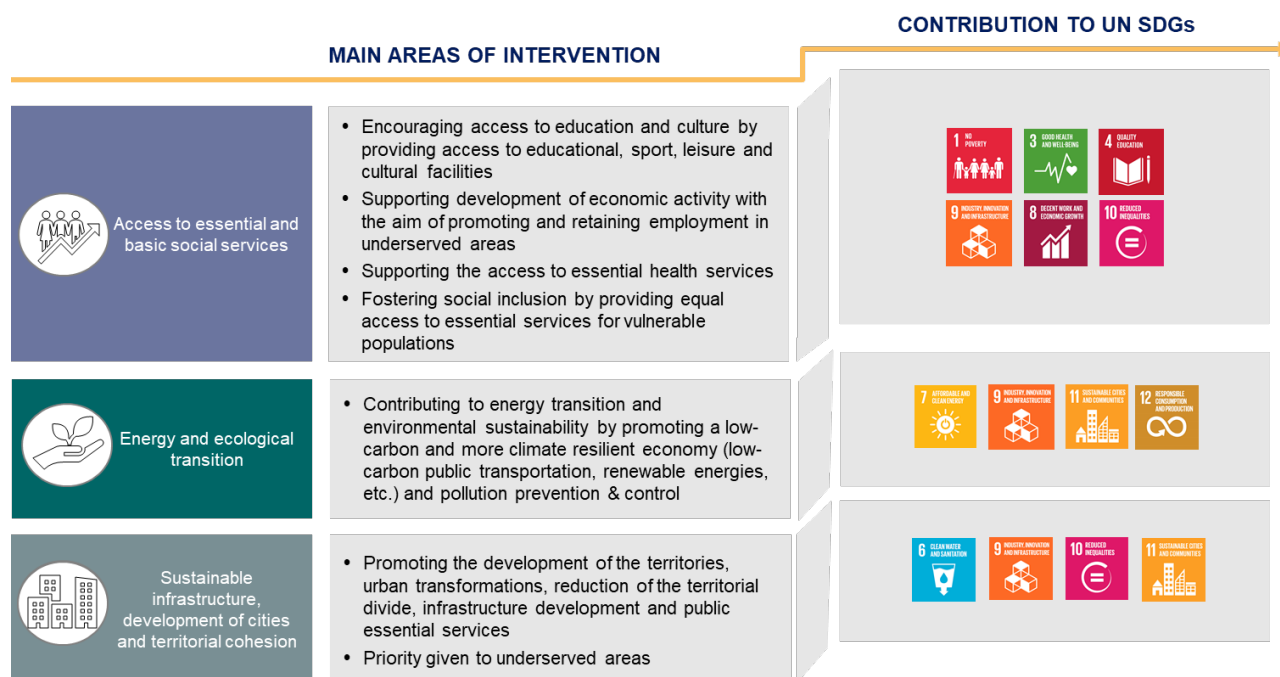 CONTRIBUTION TO UN SDGs
MAIN AREAS OF INTERVENTION
Access to essential and
basic social services
• Encouraging access to education and culture by
providing access to educational, sport, leisure and
cultural facilities
• Supporting development of economic activity with
the aim of promoting and retaining employment in
underserved areas
• Supporting the access to essential health services
• Fostering social inclusion by providing equal
access to essential services for vulnerable
populations
1 NO
POVERTY
3 GOOD HEALTH
AND WELL-BEING
4 QUALITY
EDUCATION
9 INDUSTRY, INNOVATION
AND INFRASTRUCTURE
8 DECENT WORK AND
ECONOMIC GROWTH
10 REDUCED
INEQUALITIES
Energy and ecological
transition
• Contributing to energy transition and
environmental sustainability by promoting a low-
carbon and more climate resilient economy (low-
carbon public transportation, renewable energies,
etc.) and pollution prevention & control
7 AFFORDABLE AND
CLEAN ENERGY
9 INDUSTRY, INNOVATION
AND INFRASTRUCTURE
11 SUSTAINABLE CITIES
AND COMMUNITIES
12 RESPONSIBLE
CONSUMPTION
AND PRODUCTION
Sustainable
infrastructure,
development of cities
and territorial cohesion
• Promoting the development of the territories,
urban transformations, reduction of the territorial
divide, infrastructure development and public
essential services
• Priority given to underserved areas
6 CLEAN WATER
AND SANITATION
9 INDUSTRY, INNOVATION
AND INFRASTRUCTURE
10 REDUCED
INEQUALITIES
11 SUSTAINABLE CITIES
AND COMMUNITIES